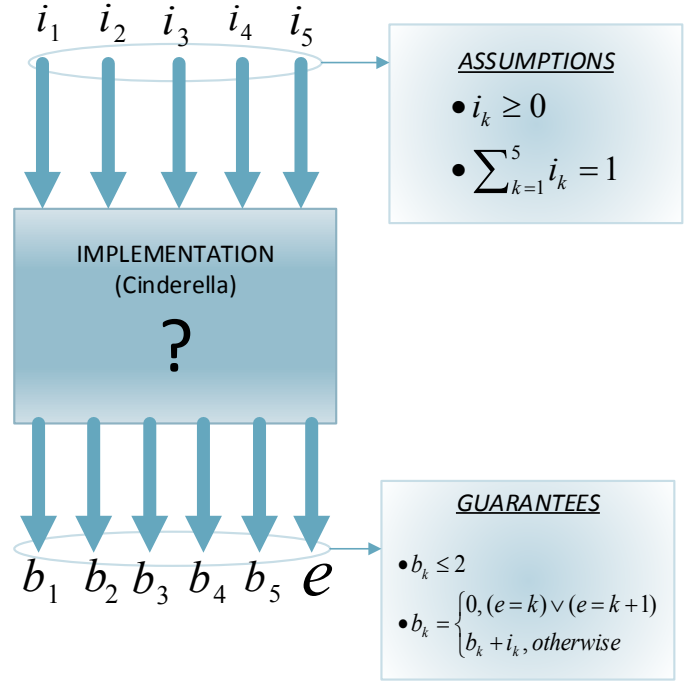 i₁ i₂ i₃ i₄ i₅
ASSUMPTIONS
• iₖ ≥ 0
• ∑⁵ₖ₌₁ iₖ = 1
IMPLEMENTATION
(Cinderella)
?
GUARANTEES
• bₖ ≤ 2
• bₖ = { 0, (e = k) ∨ (e = k + 1)
bₖ + iₖ, otherwise
b₁ b₂ b₃ b₄ b₅ e